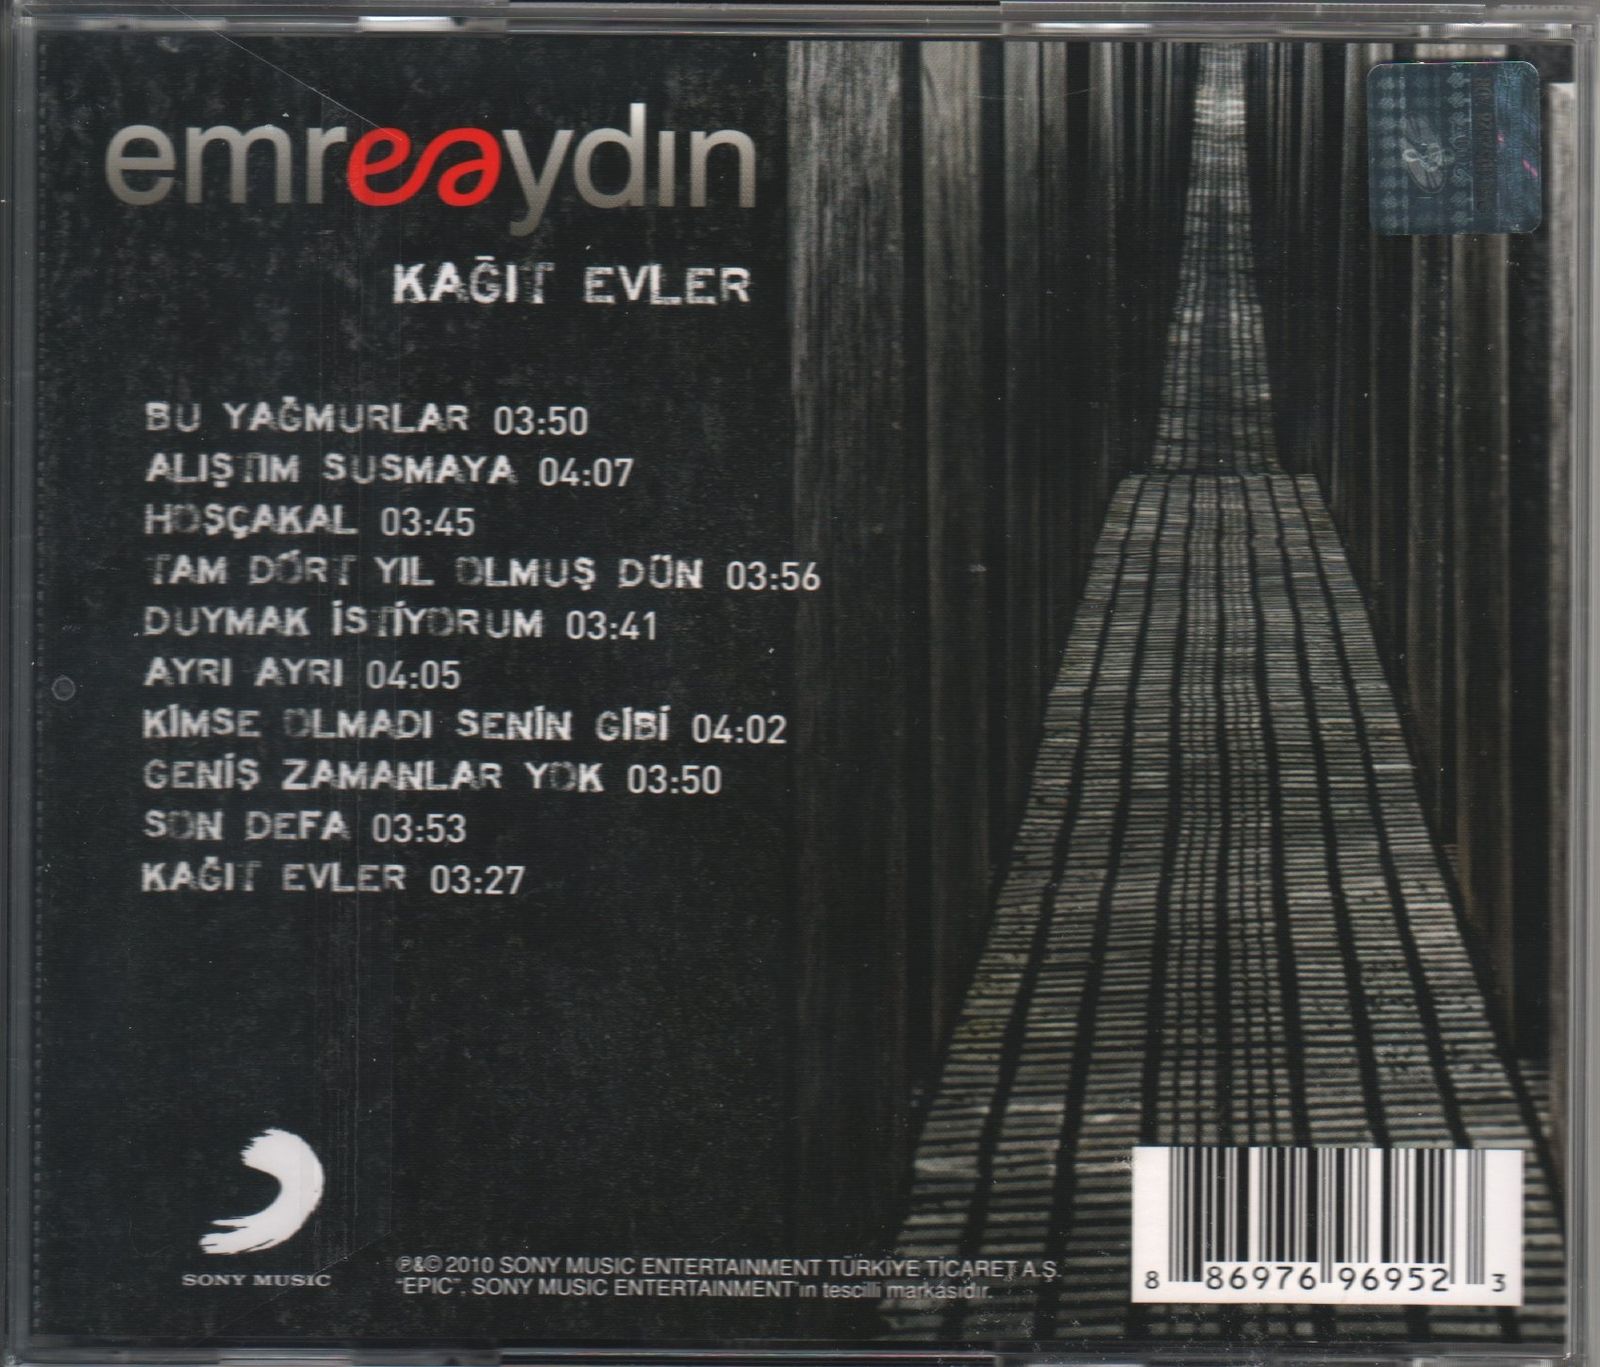 emreaydın
KAĞIT EVLER
BU YAĞMURLAR 03:50
ALIŞTIM SUSMAYA 04:07
HOŞÇAKAL 03:45
TAM DÖRT YIL OLMUŞ DÜN 03:56
DUYMAK İSTİYORUM 03:41
AYRI AYRI 04:05
KİMSE OLMADI SENİN GİBİ 04:02
GENİŞ ZAMANLAR YOK 03:50
SON DEFA 03:53
KAĞIT EVLER 03:27
SONY MUSIC
℗&© 2010 SONY MUSIC ENTERTAINMENT TÜRKİYE TİCARET A.Ş.
“EPIC”, SONY MUSIC ENTERTAINMENT'ın tescilli markasıdır.
8 86976 96952 3